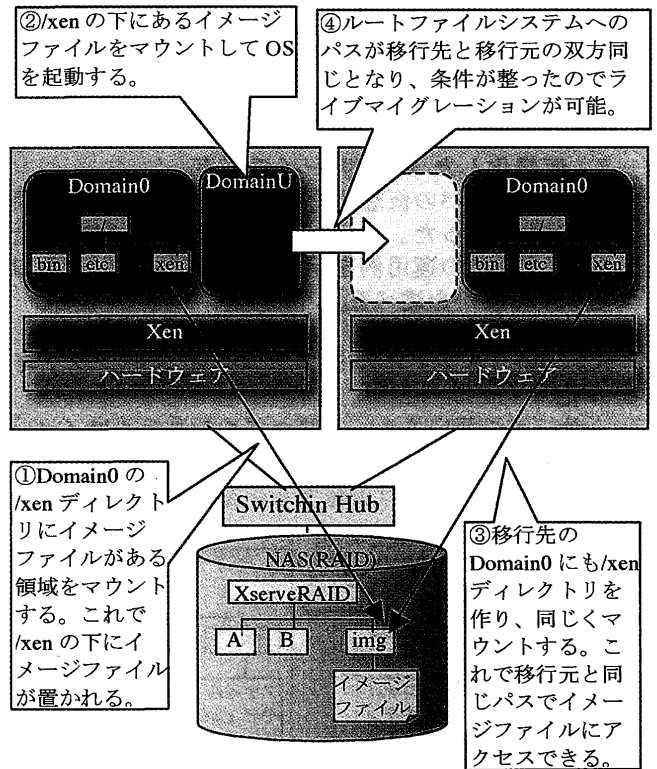 ②/xen の下にあるイメージ
ファイルをマウントして OS
を起動する。
④ルートファイルシステムへの
パスが移行先と移行元の双方同
じとなり、条件が整ったのでラ
イブマイグレーションが可能。
Domain0
DomainU
/
bin
etc
xen
Xen
ハードウェア
Domain0
/
bin
etc
xen
Xen
ハードウェア
①Domain0 の
/xen ディレクト
リにイメージ
ファイルがある
領域をマウント
する。これで
/xen の下にイ
メージファイル
が置かれる。
Switchin Hub
NAS(RAID)
XserveRAID
A
B
img
イメージ
ファイル
③移行先の
Domain0 にも/xen
ディレクトリを
作り、同じくマ
ウントする。こ
れで移行元と同
じパスでイメー
ジファイルにア
クセスできる。